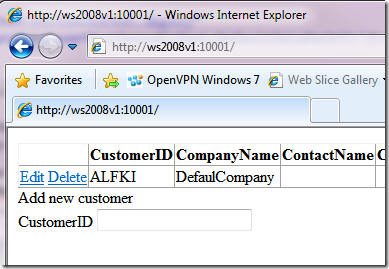 http://ws2008v1:10001/ - Windows Internet Explorer
http://ws2008v1:10001/
Favorites OpenVPN Windows 7 Web Slice Gallery
http://ws2008v1:10001/
CustomerID CompanyName ContactName C
Edit Delete ALFKI DefaulCompany
Add new customer
CustomerID